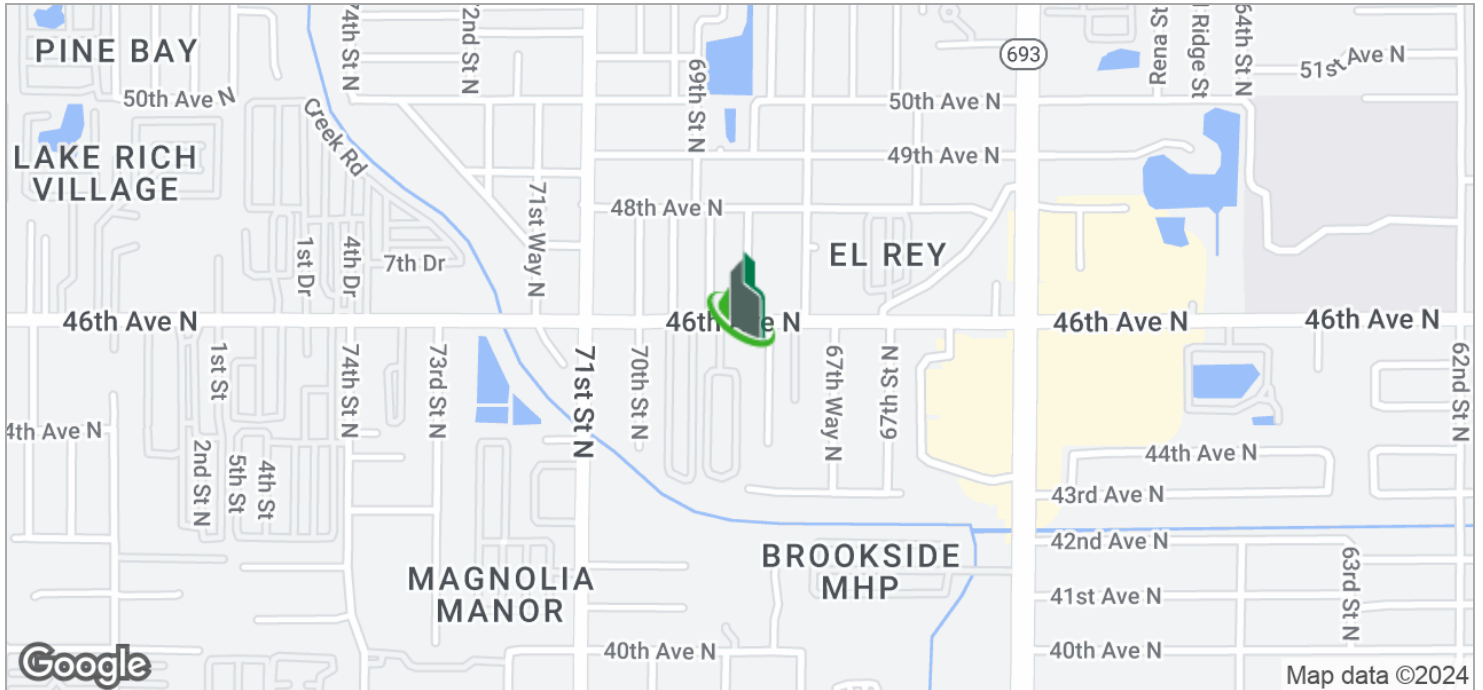 74th St N
2nd St N
69th St N
693
Rena St
Ridge St
64th St N
51st Ave N
PINE BAY
50th Ave N
50th Ave N
Creek Rd
LAKE RICH
VILLAGE
49th Ave N
71st Way N
48th Ave N
1st Dr
4th Dr
7th Dr
EL REY
46th Ave N
46th Ave N
46th Ave N
46th Ave N
1st St
74th St N
73rd St N
71st St N
70th St N
67th Way N
67th St N
62nd St N
4th Ave N
2nd St N
5th St
4th St
44th Ave N
43rd Ave N
42nd Ave N
BROOKSIDE
MHP
MAGNOLIA
MANOR
63rd St N
41st Ave N
40th Ave N
40th Ave N
Google
Map data ©2024